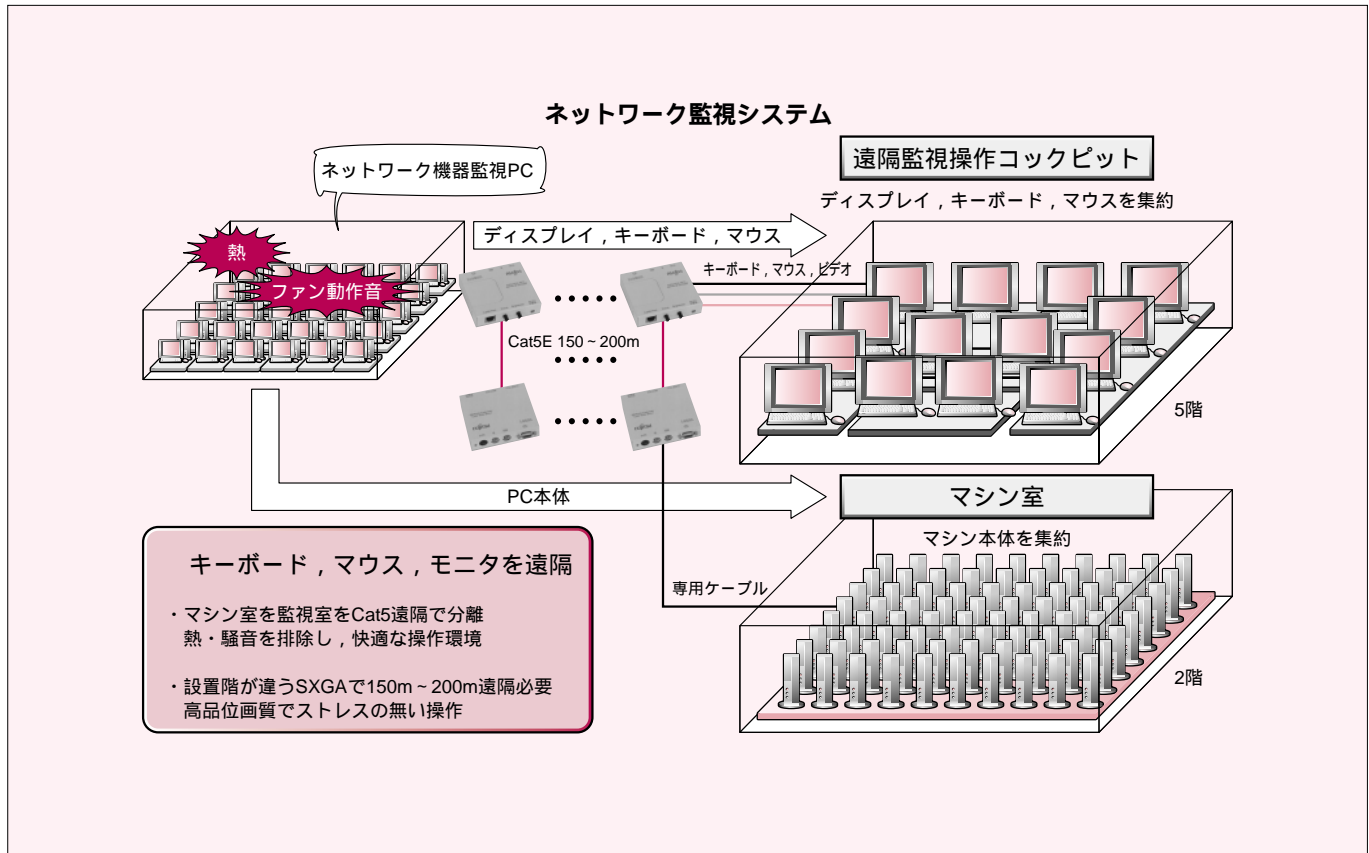 ネットワーク監視システム
ネットワーク機器監視PC
熱
ファン動作音
ディスプレイ，キーボード，マウス
遠隔監視操作コックピット
ディスプレイ，キーボード，マウスを集約
キーボード，マウス，ビデオ
Cat5E 150～200m
5階
PC本体
マシン室
マシン本体を集約
専用ケーブル
2階
キーボード，マウス，モニタを遠隔
・マシン室を監視室をCat5遠隔で分離
熱・騒音を排除し，快適な操作環境
・設置階が違うSXGAで150m～200m遠隔必要
高品位画質でストレスの無い操作